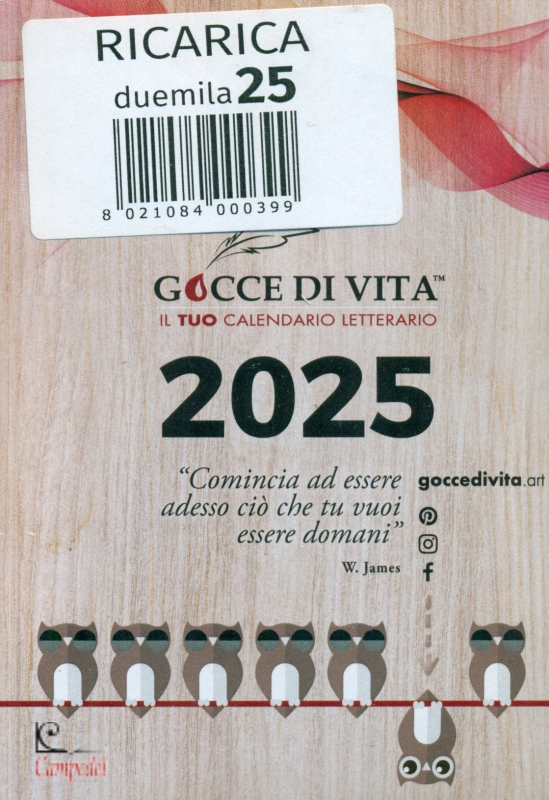 RICARICA
duemila25
8 021084 000399
GOCCE DI VITA™
IL TUO CALENDARIO LETTERARIO
2025
“Comincia ad essere
adesso ciò che tu vuoi
essere domani”
W. James
goccedivita.art